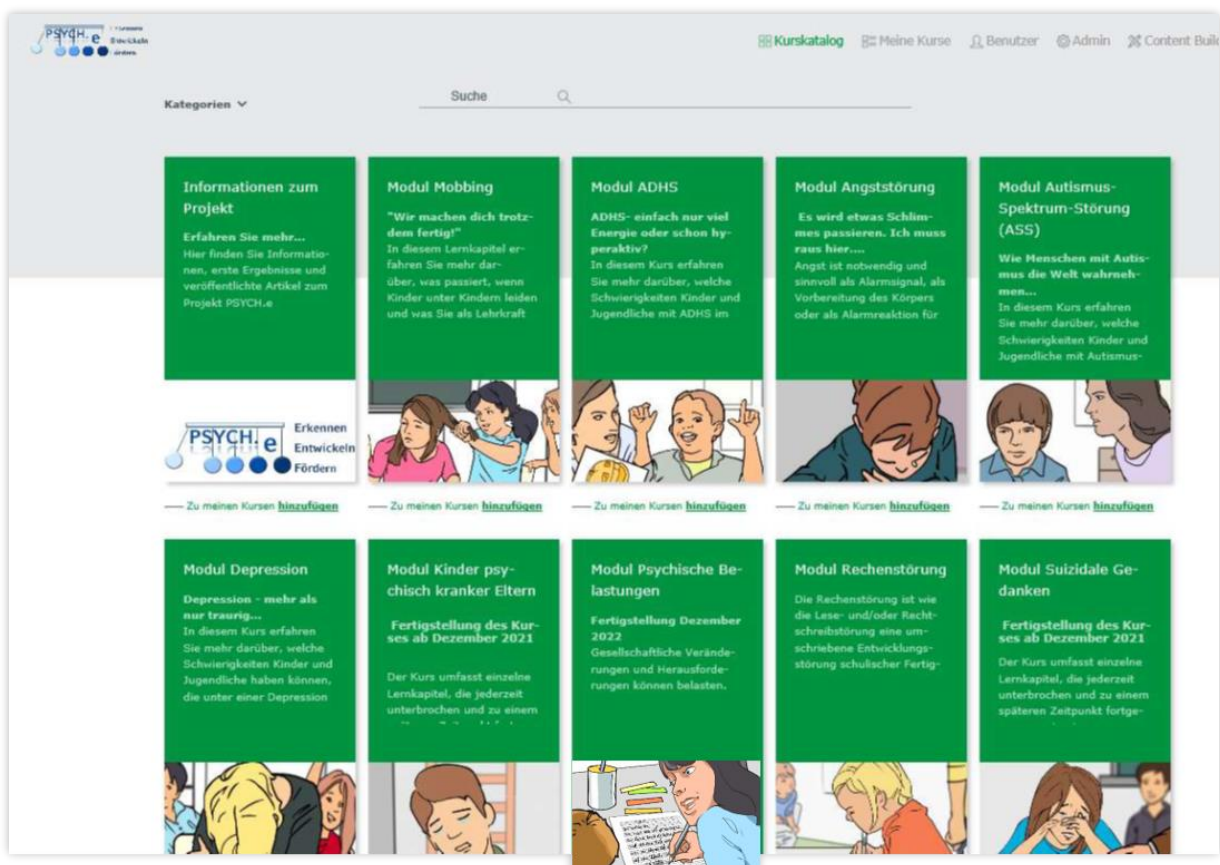 PSYCH.e
Kurskatalog
Meine Kurse
Benutzer
Admin
Content Build
Kategorien
Suche
Informationen zum
Projekt
Erfahren Sie mehr...
Hier finden Sie Informatio-
nen, erste Ergebnisse und
veröffentlichte Artikel zum
Projekt PSYCH.e
PSYCH.e
Erkennen
Entwickeln
Fördern
Zu meinen Kursen hinzufügen
Modul Mobbing
"Wir machen dich trotz-
dem fertig!"
In diesem Lernkapitel er-
fahren Sie mehr dar-
über, was passiert, wenn
Kinder unter Kindern leiden
und was Sie als Lehrkraft
Zu meinen Kursen hinzufügen
Modul ADHS
ADHS- einfach nur viel
Energie oder schon hy-
peraktiv?
In diesem Kurs erfahren
Sie mehr darüber, welche
Schwierigkeiten Kinder und
Jugendliche mit ADHS im
Zu meinen Kursen hinzufügen
Modul Angststörung
Es wird etwas Schlim-
mes passieren. Ich muss
raus hier....
Angst ist notwendig und
sinnvoll als Alarmsignal, als
Vorbereitung des Körpers
oder als Alarmreaktion für
Zu meinen Kursen hinzufügen
Modul Autismus-
Spektrum-Störung
(ASS)
Wie Menschen mit Autis-
mus die Welt wahrneh-
men...
In diesem Kurs erfahren
Sie mehr darüber, welche
Schwierigkeiten Kinder und
Jugendliche mit Autismus-
Zu meinen Kursen hinzufügen
Modul Depression
Depression - mehr als
nur traurig...
In diesem Kurs erfahren
Sie mehr darüber, welche
Schwierigkeiten Kinder und
Jugendliche haben können,
die unter einer Depression
Modul Kinder psy-
chisch kranker Eltern
Fertigstellung des Kur-
ses ab Dezember 2021
Der Kurs umfasst einzelne
Lernkapitel, die jederzeit
unterbrochen und zu einem
Modul Psychische Be-
lastungen
Fertigstellung Dezember
2022
Gesellschaftliche Verände-
rungen und Herausforde-
rungen können belasten.
Modul Rechenstörung
Die Rechenstörung ist wie
die Lese- und/oder Recht-
schreibstörung eine um-
schriebene Entwicklungs-
störung schulischer Fertig-
Modul Suizidale Ge-
danken
Fertigstellung des Kur-
ses ab Dezember 2021
Der Kurs umfasst einzelne
Lernkapitel, die jederzeit
unterbrochen und zu einem
späteren Zeitpunkt fortge-